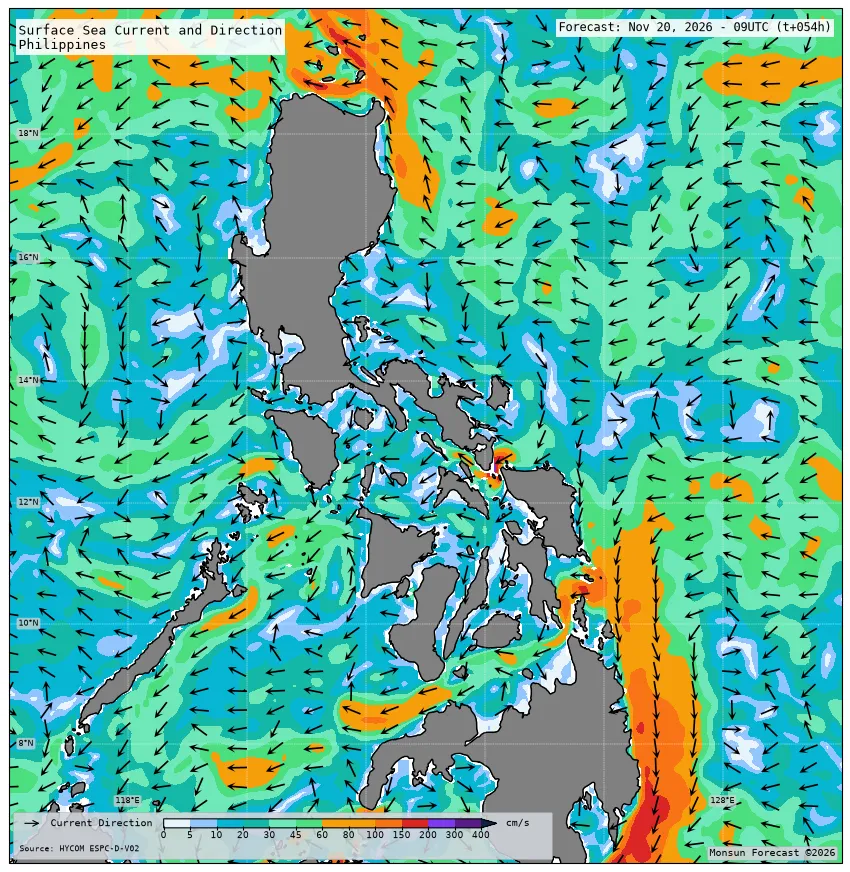 Surface Sea Current and Direction
Philippines
Forecast: Nov 20, 2026 - 09UTC (t+054h)
18°N
16°N
14°N
12°N
10°N
8°N
118°E
128°E
Current Direction
0 5 10 20 30 45 60 80 100 150 200 300 400
cm/s
Source: HYCOM ESPC-D-V02
Monsun Forecast ©2026